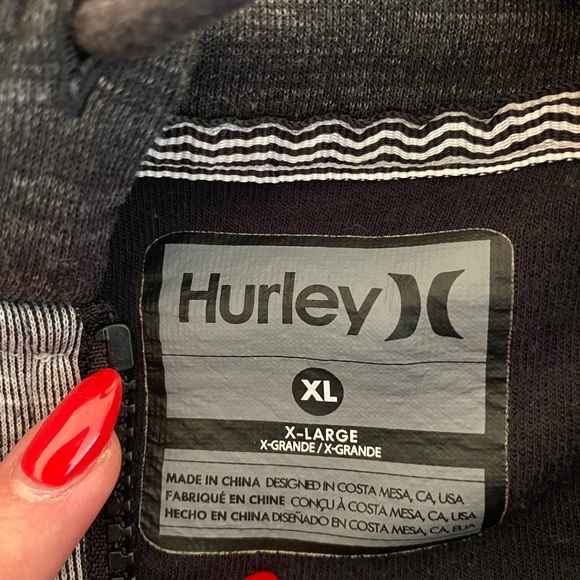 Hurley
XL
X-LARGE
X-GRANDE / X-GRANDE
MADE IN CHINA DESIGNED IN COSTA MESA, CA, USA
FABRIQUÉ EN CHINE CONÇU À COSTA MESA, CA, USA
HECHO EN CHINA DISEÑADO EN COSTA MESA, CA, EUA